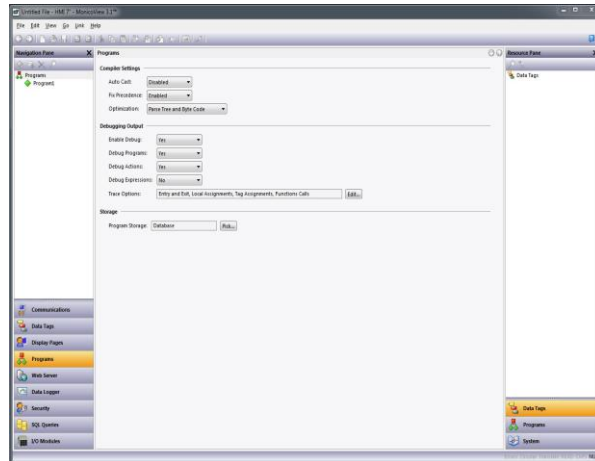 Untitled File - HMI 7" - MonicoView II™
File Edit View Go Link Help
Navigation Pane X
Programs
Program1
Communications
Data Tags
Display Pages
Programs
Web Server
Data Logger
Security
SQL Queries
I/O Modules
Programs
Compiler Settings
Auto Cast: Disabled
Fix Precedence: Enabled
Optimization: Parse Tree and Byte Code
Debugging Output
Enable Debug: Yes
Debug Programs: Yes
Debug Actions: Yes
Debug Expressions: No
Trace Options: Entry and Exit, Local Assignments, Tag Assignments, Functions Calls Edit...
Storage
Program Storage: Database Pick...
Resource Pane
Data Tags
Data Tags
Programs
System